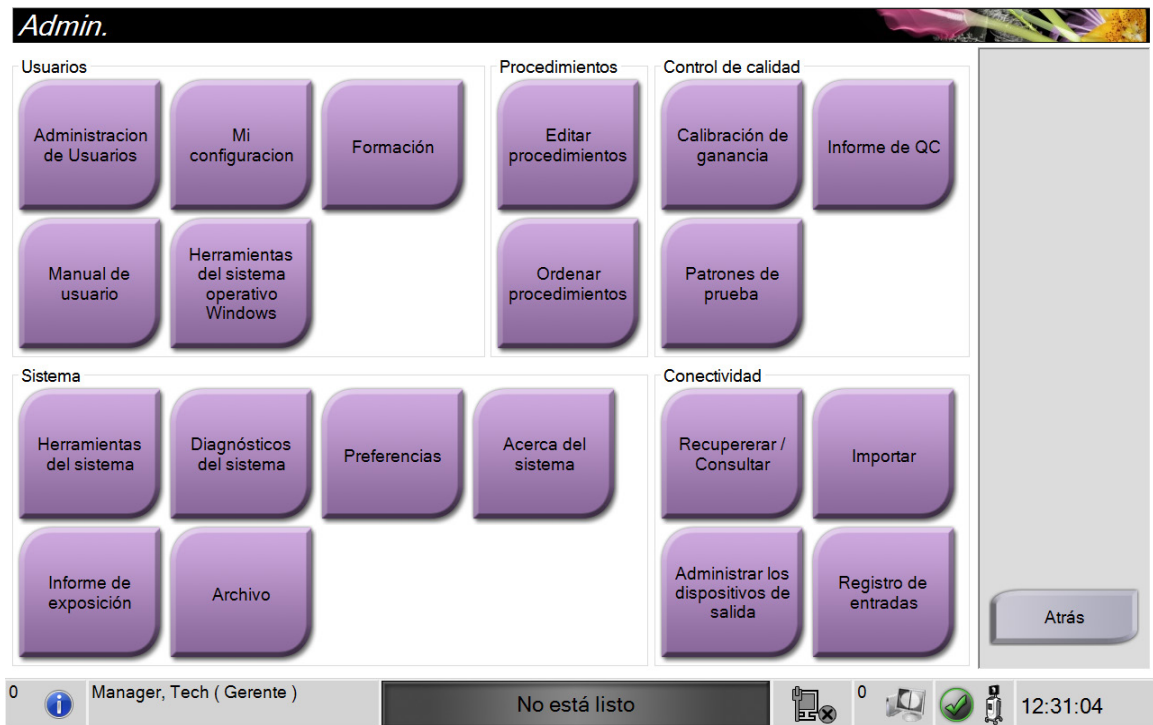 Admin.
Usuarios
Administracion
de Usuarios
Mi
configuracion
Formación
Manual de
usuario
Herramientas
del sistema
operativo
Windows
Procedimientos
Editar
procedimientos
Ordenar
procedimientos
Control de calidad
Calibración de
ganancia
Informe de QC
Patrones de
prueba
Sistema
Herramientas
del sistema
Diagnósticos
del sistema
Preferencias
Acerca del
sistema
Informe de
exposición
Archivo
Conectividad
Recupererar /
Consultar
Importar
Administrar los
dispositivos de
salida
Registro de
entradas
Atrás
0
Manager, Tech ( Gerente )
No está listo
0
12:31:04